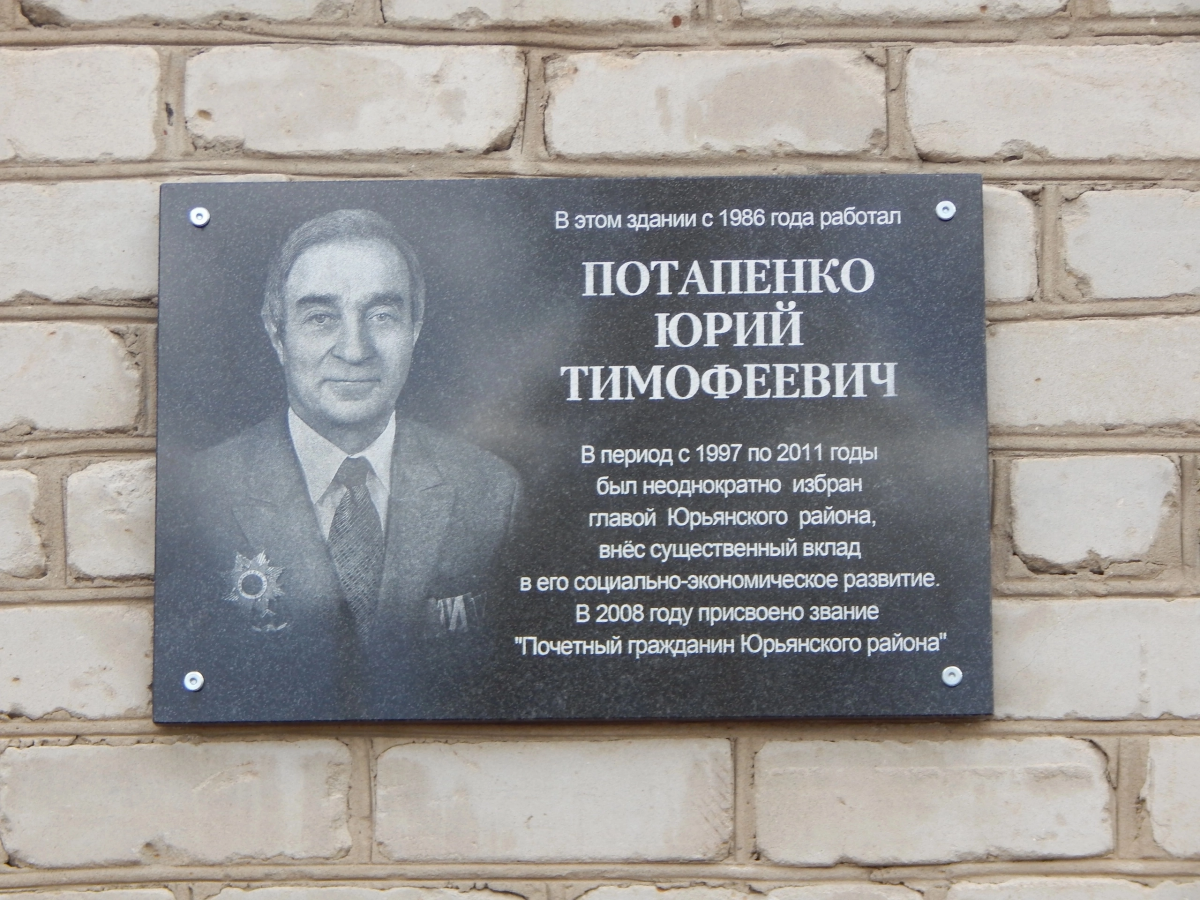 В этом здании с 1986 года работал
ПОТАПЕНКО
ЮРИЙ
ТИМОФЕЕВИЧ
В период с 1997 по 2011 годы
был неоднократно избран
главой Юрьянского района,
внёс существенный вклад
в его социально-экономическое развитие.
В 2008 году присвоено звание
"Почетный гражданин Юрьянского района"